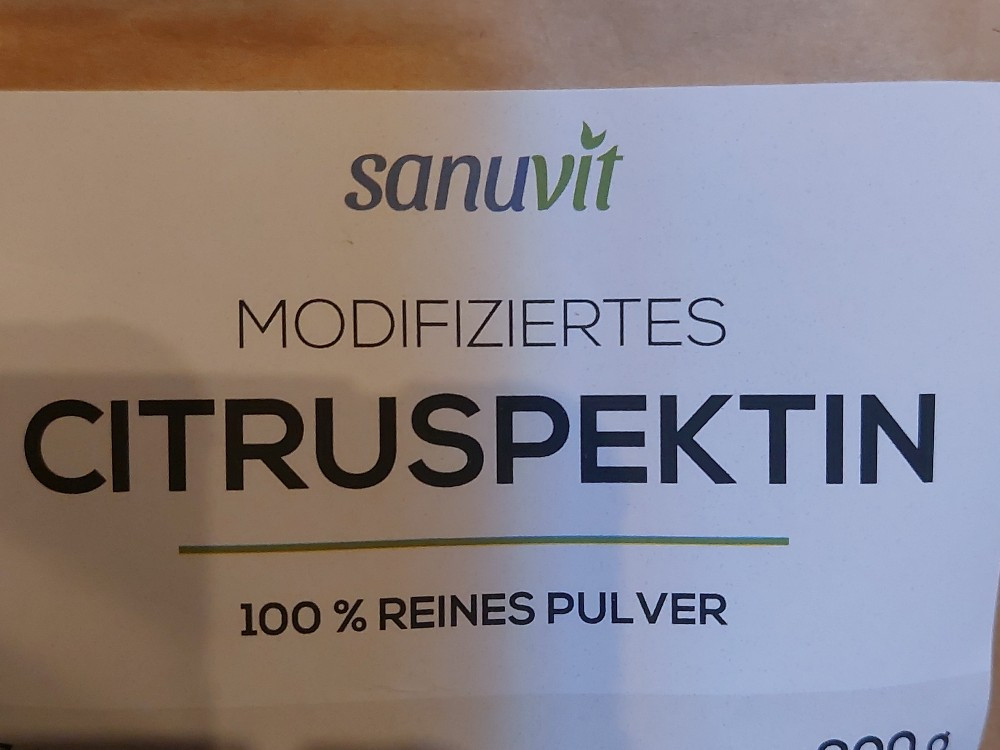 sanuvit
MODIFIZIERTES
CITRUSPEKTIN
100 % REINES PULVER